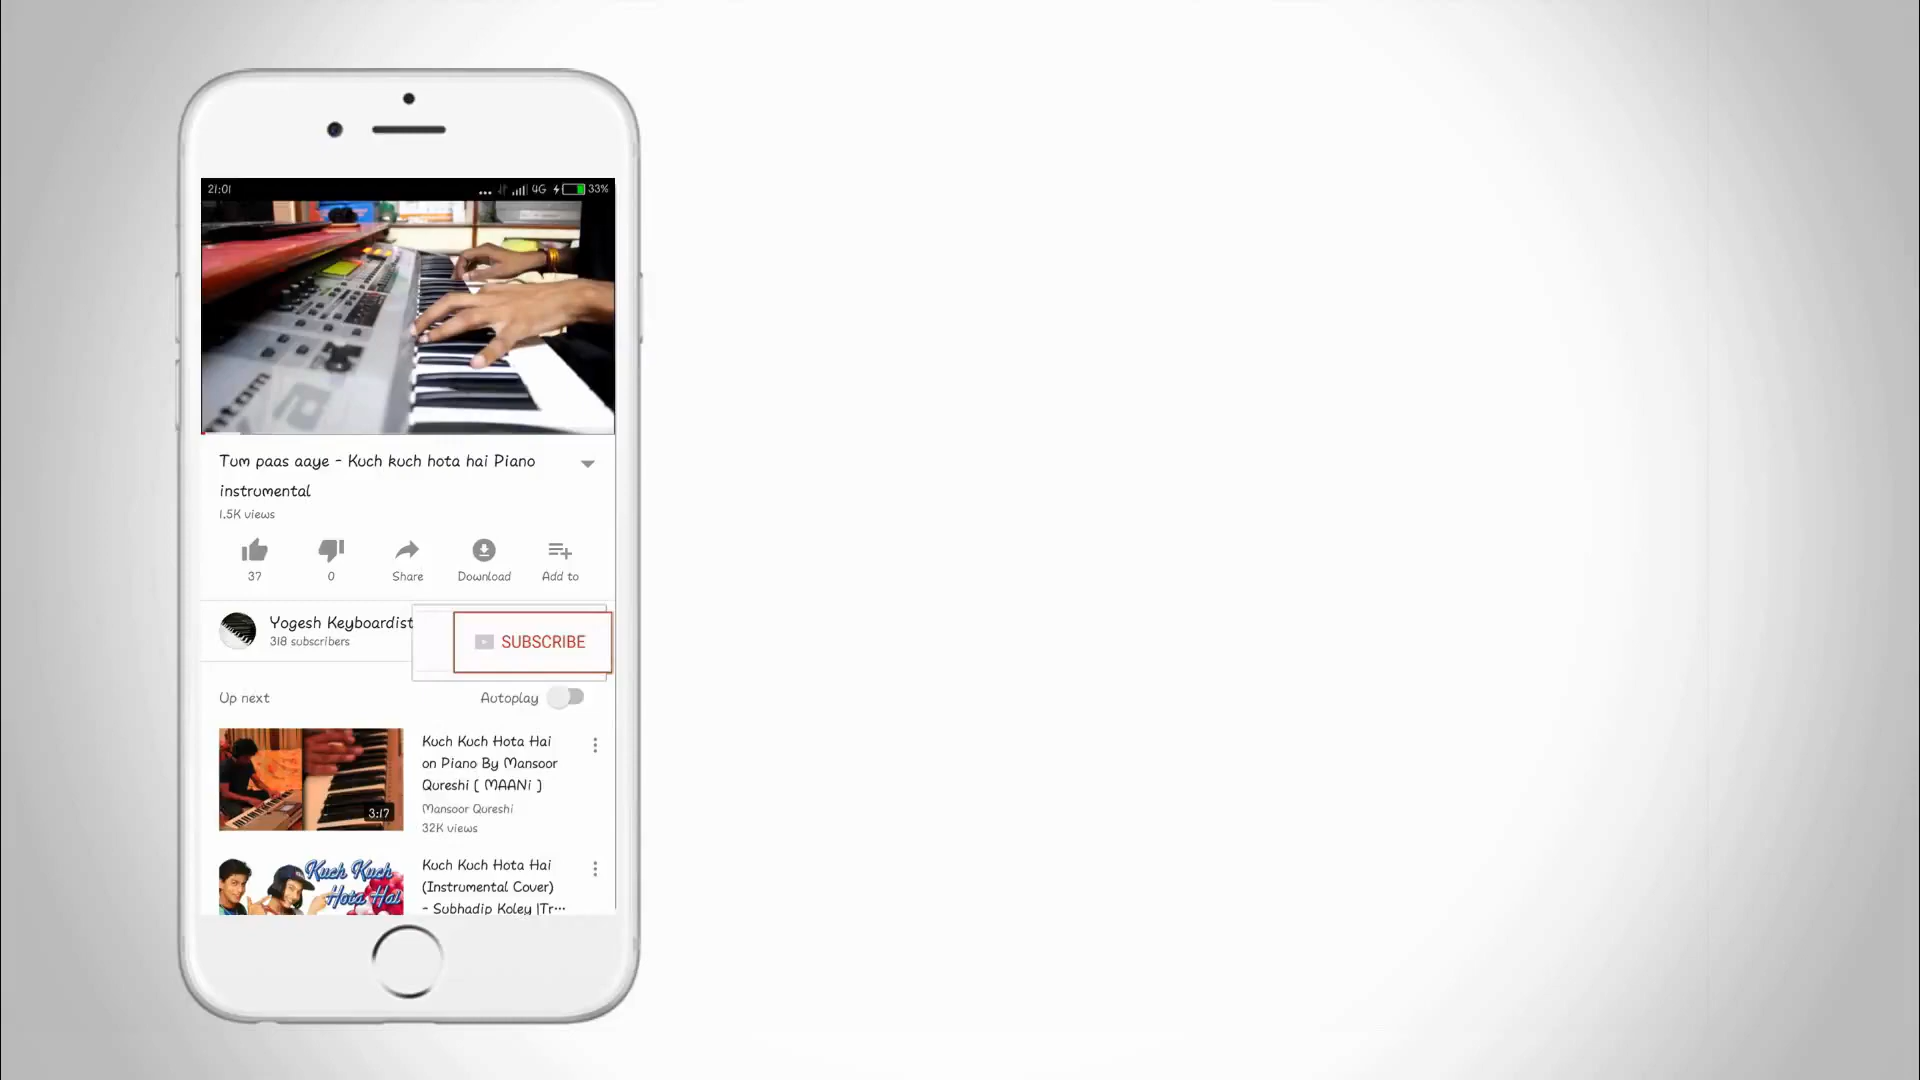 21:01 4G 33%
Tum paas aaye - Kuch kuch hota hai Piano
instrumental
1.5K views
37 0 Share Download Add to
Yogesh Keyboardist
318 subscribers
SUBSCRIBE
Up next Autoplay
Kuch Kuch Hota Hai
on Piano By Mansoor
Qureshi [ MAANi ]
Mansoor Qureshi
32K views
3:17
Kuch Kuch Hota Hai
(Instrumental Cover)
- Subhadip Koley |Tr...
Kuch Kuch
Hota Hai